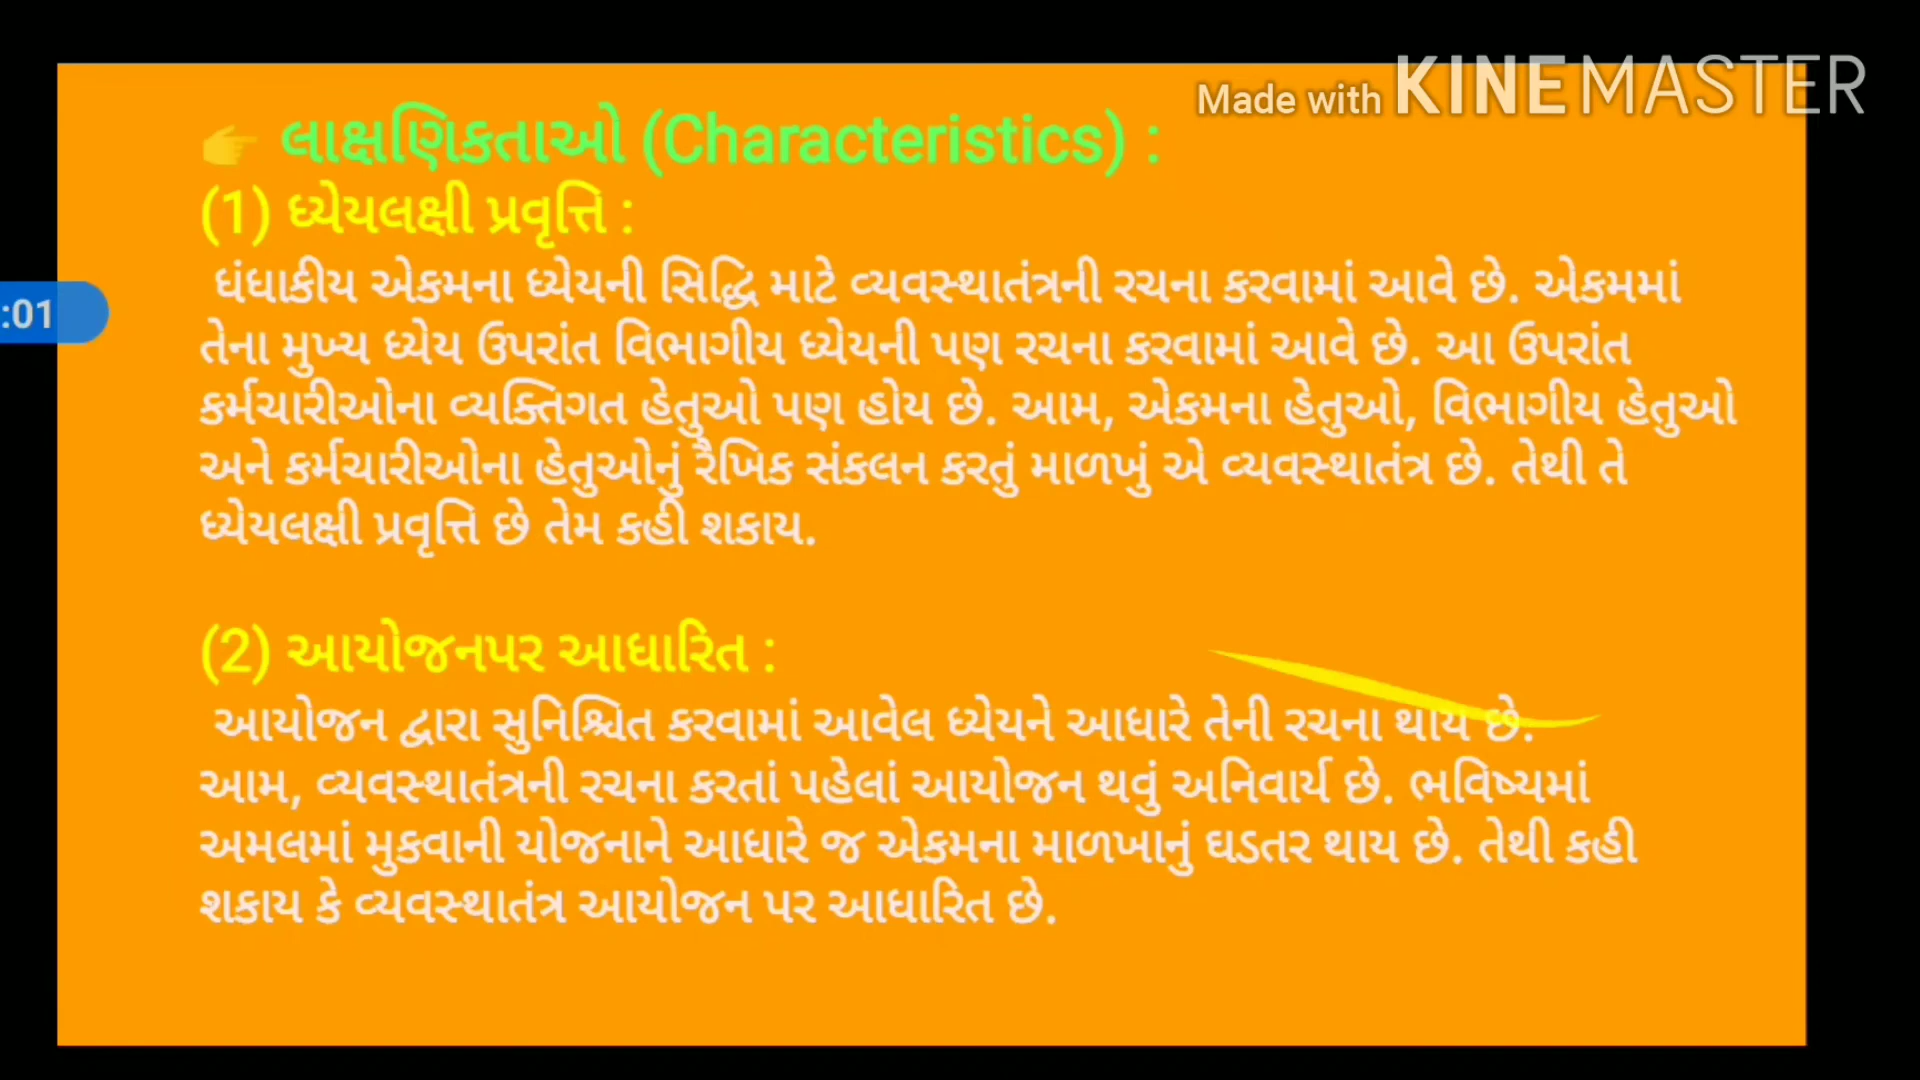 Made with KINEMASTER
👉 લાક્ષણિકતાઓ (Characteristics) :
(1) ધ્યેયલક્ષી પ્રવૃત્તિ :
ધંધાકીય એકમના ધ્યેયની સિદ્ધિ માટે વ્યવસ્થાતંત્રની રચના કરવામાં આવે છે. એકમમાં
તેના મુખ્ય ધ્યેય ઉપરાંત વિભાગીય ધ્યેયની પણ રચના કરવામાં આવે છે. આ ઉપરાંત
:01
કર્મચારીઓના વ્યક્તિગત હેતુઓ પણ હોય છે. આમ, એકમના હેતુઓ, વિભાગીય હેતુઓ
અને કર્મચારીઓના હેતુઓનું રૈખિક સંકલન કરતું માળખું એ વ્યવસ્થાતંત્ર છે. તેથી તે
ધ્યેયલક્ષી પ્રવૃત્તિ છે તેમ કહી શકાય.
(2) આયોજનપર આધારિત :
આયોજન દ્વારા સુનિશ્ચિત કરવામાં આવેલ ધ્યેયને આધારે તેની રચના થાય છે.
આમ, વ્યવસ્થાતંત્રની રચના કરતાં પહેલાં આયોજન થવું અનિવાર્ય છે. ભવિષ્યમાં
અમલમાં મુકવાની યોજનાને આધારે જ એકમના માળખાનું ઘડતર થાય છે. તેથી કહી
શકાય કે વ્યવસ્થાતંત્ર આયોજન પર આધારિત છે.